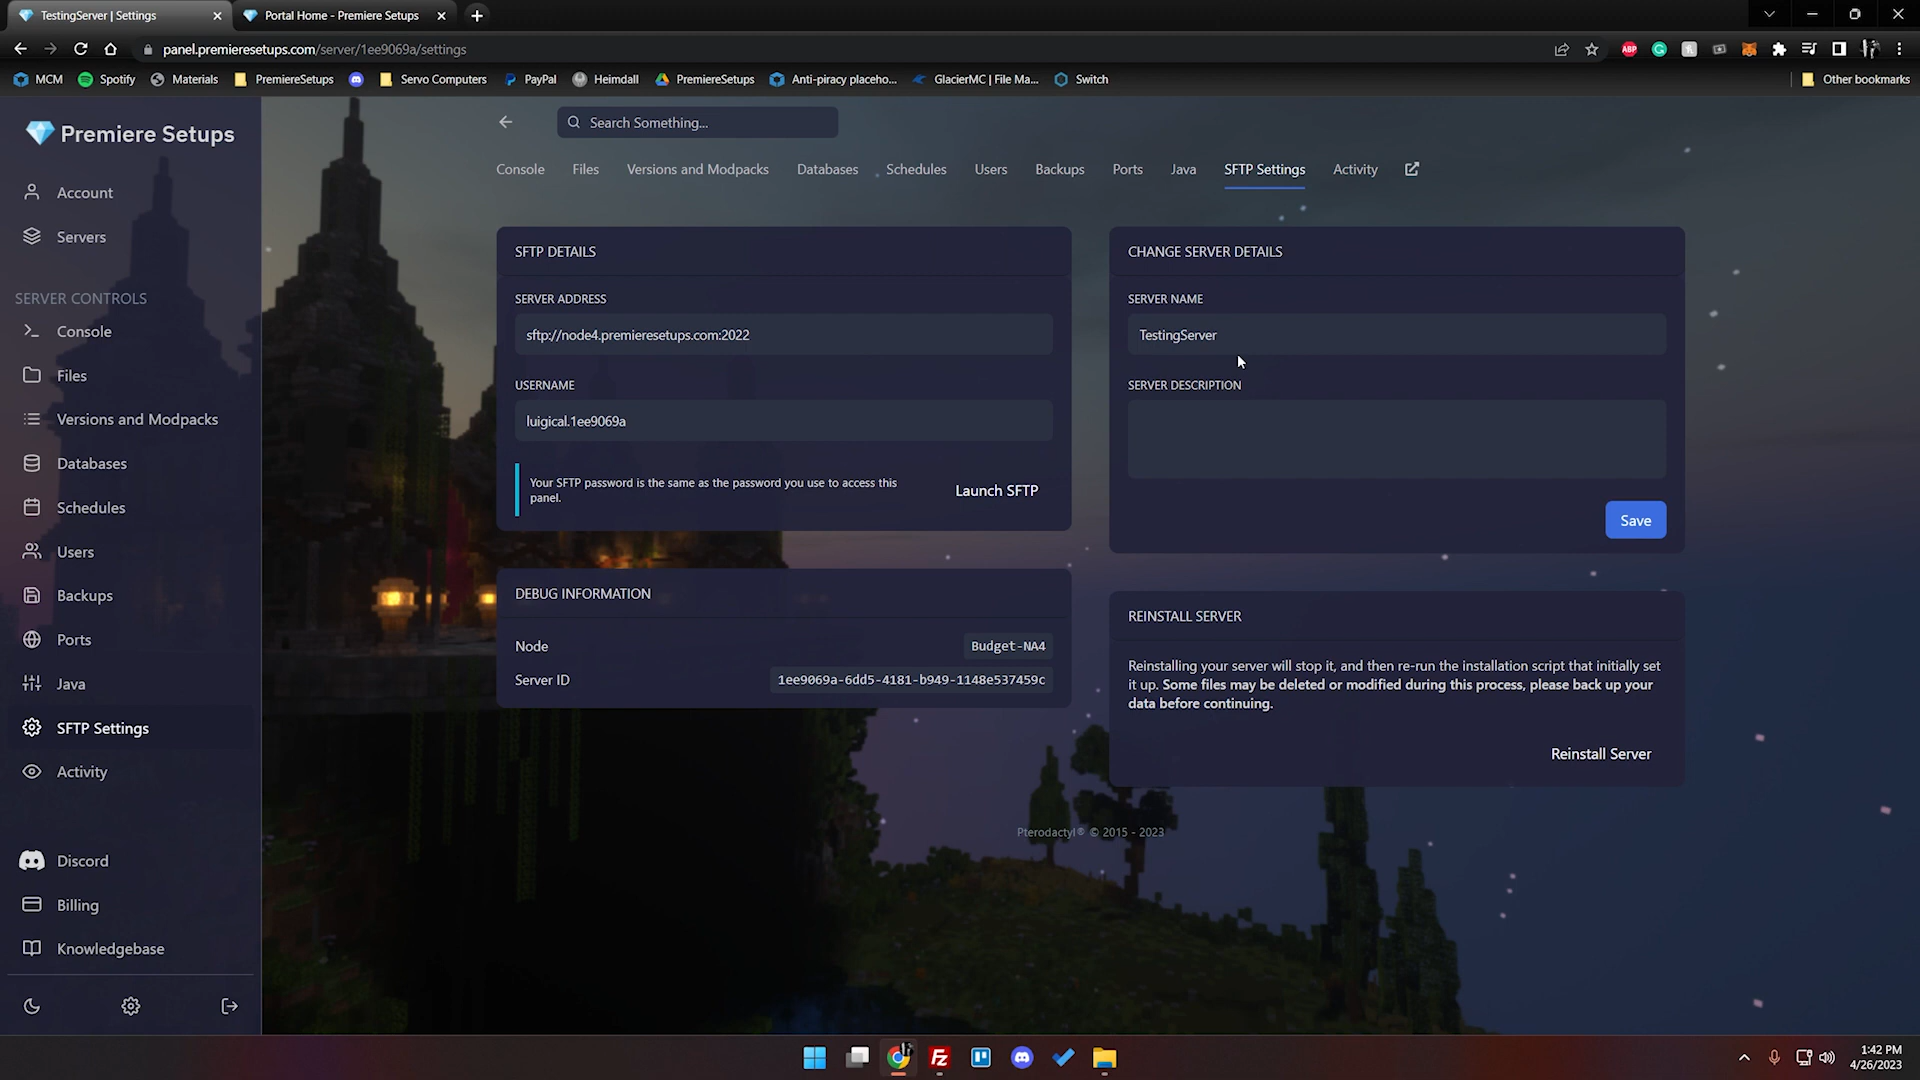 TestingServer | Settings
Portal Home - Premiere Setups
panel.premieresetups.com/server/1ee9069a/settings
ABP
MCM
Spotify
Materials
PremiereSetups
Servo Computers
PayPal
Heimdall
PremiereSetups
Anti-piracy placeho...
GlacierMC | File Ma...
Switch
Other bookmarks
Premiere Setups
Search Something...
Console
Files
Versions and Modpacks
Databases
Schedules
Users
Backups
Ports
Java
SFTP Settings
Activity
Account
Servers
SERVER CONTROLS
Console
Files
Versions and Modpacks
Databases
Schedules
Users
Backups
Ports
Java
SFTP Settings
Activity
Discord
Billing
Knowledgebase
SFTP DETAILS
SERVER ADDRESS
sftp://node4.premieresetups.com:2022
USERNAME
luigical.1ee9069a
Your SFTP password is the same as the password you use to access this
panel.
Launch SFTP
DEBUG INFORMATION
Node
Budget-NA4
Server ID
1ee9069a-6dd5-4181-b949-1148e537459c
CHANGE SERVER DETAILS
SERVER NAME
TestingServer
SERVER DESCRIPTION
Save
REINSTALL SERVER
Reinstalling your server will stop it, and then re-run the installation script that initially set
it up. Some files may be deleted or modified during this process, please back up your
data before continuing.
Reinstall Server
Pterodactyl® © 2015 - 2023
Fz
1:42 PM
4/26/2023